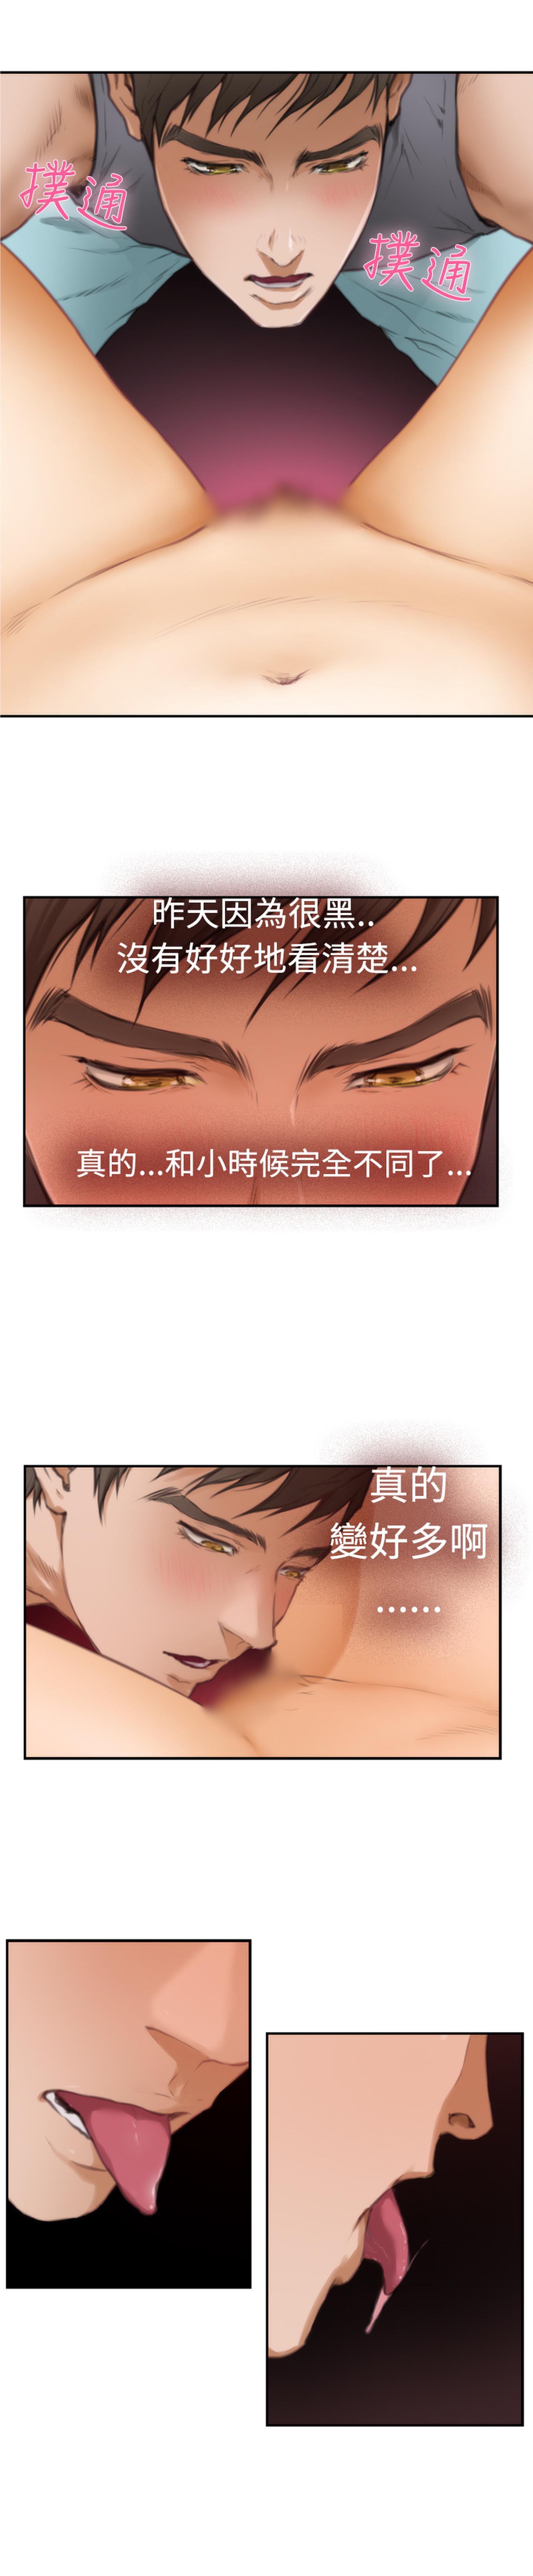 撲通
撲通
昨天因為很黑..
沒有好好地看清楚...
真的...和小時候完全不同了...
真的
變好多啊
......